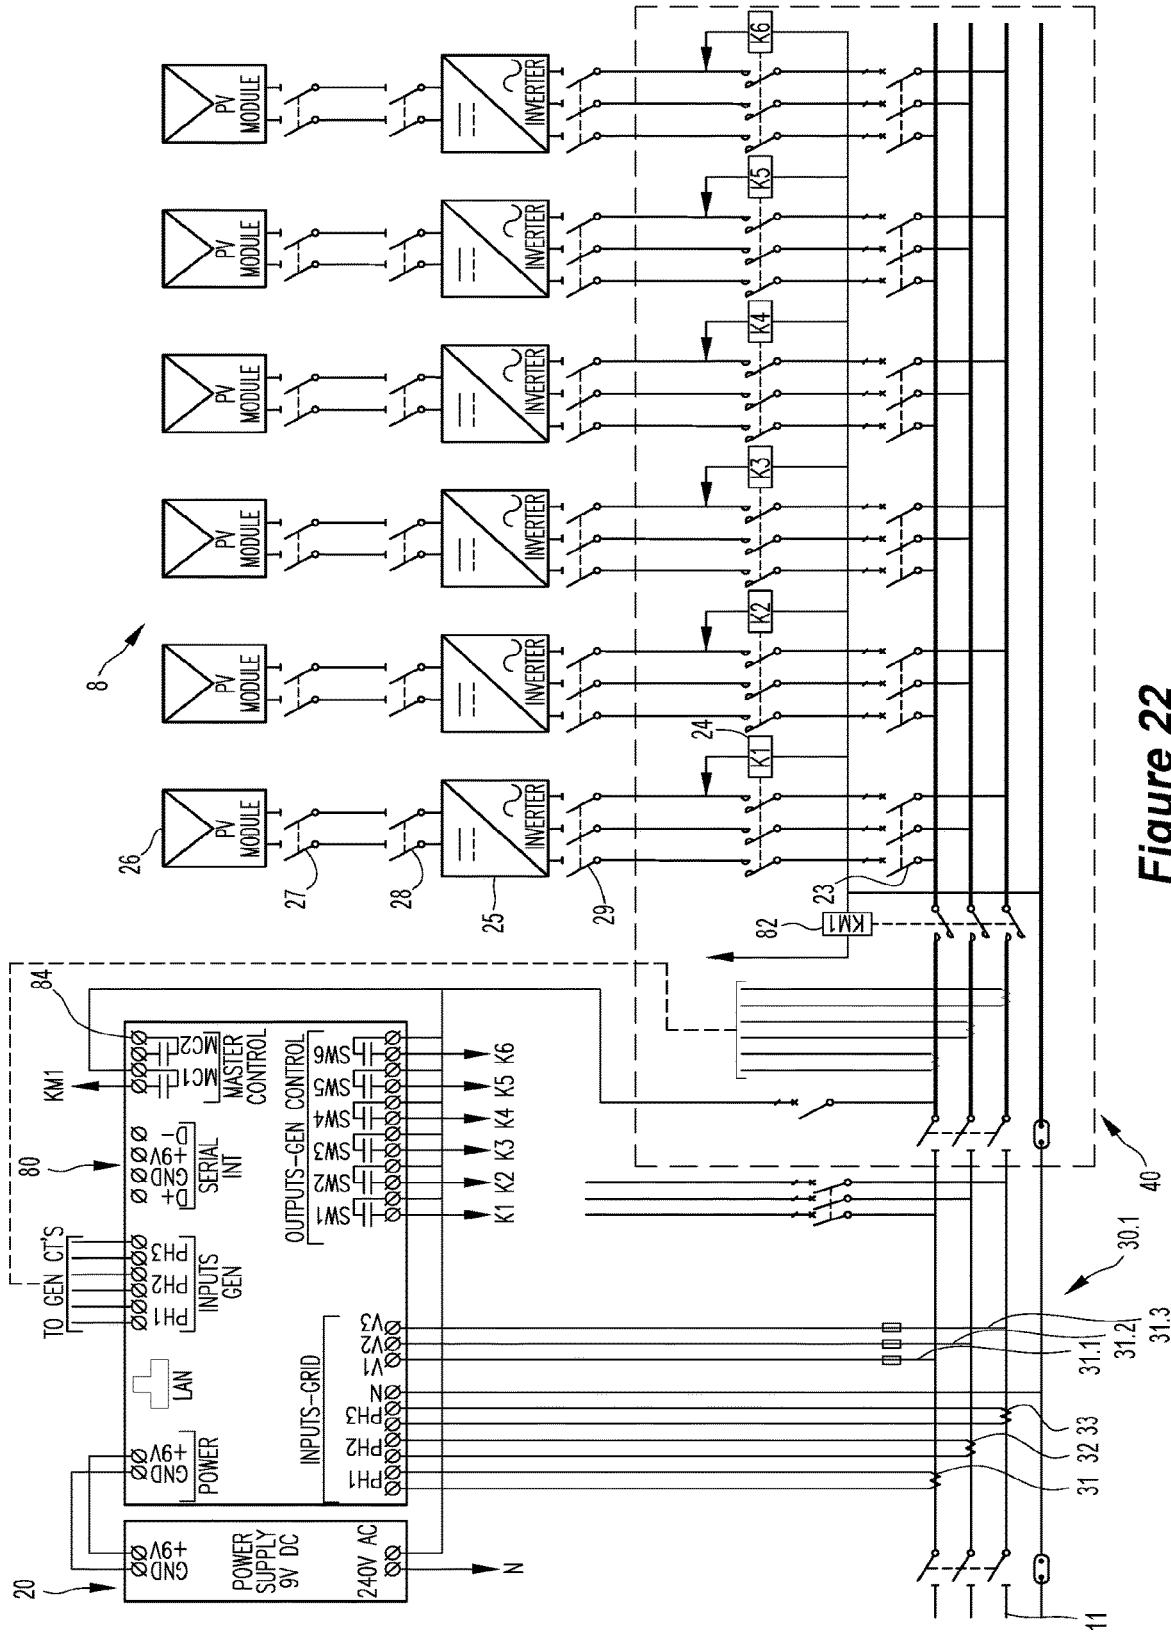 20
POWER
SUPPLY
9V DC
GND
+9V
240V AC
N
GND
+9V
POWER
LAN
TO GEN CT'S
PH1
PH2
PH3
INPUTS
GEN
80
D+
GND
+9V
D-
SERIAL
INT
KM1
84
MC1
MC2
MASTER
CONTROL
INPUTS-GRID
PH1
PH2
PH3
N
V1
V2
V3
OUTPUTS-GEN CONTROL
SW1
SW2
SW3
SW4
SW5
SW6
K1
K2
K3
K4
K5
K6
8
26
PV
MODULE
PV
MODULE
PV
MODULE
PV
MODULE
PV
MODULE
PV
MODULE
27
28
25
INVERTER
INVERTER
INVERTER
INVERTER
INVERTER
INVERTER
29
24
K1
K2
K3
K4
K5
K6
82
KM1
23
11
31
32
33
31.1
31.2
31.3
30.1
40
Figure 22